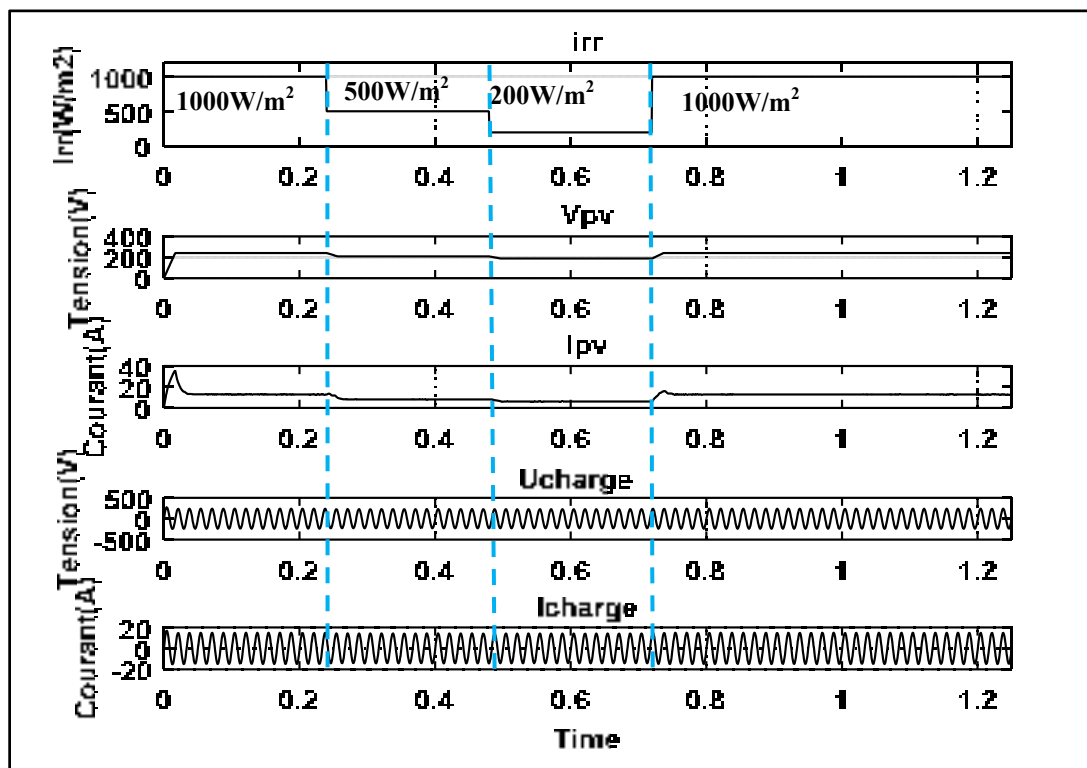 irr
Irr(W/m2)
1000
500
0
1000W/m²
500W/m²
200W/m²
1000W/m²
0 0.2 0.4 0.6 0.8 1 1.2
Vpv
Tension(V)
400
200
0
0 0.2 0.4 0.6 0.8 1 1.2
Ipv
Courant(A)
40
20
0
0 0.2 0.4 0.6 0.8 1 1.2
Ucharge
Tension(V)
500
0
-500
0 0.2 0.4 0.6 0.8 1 1.2
Icharge
Courant(A)
20
0
-20
0 0.2 0.4 0.6 0.8 1 1.2
Time